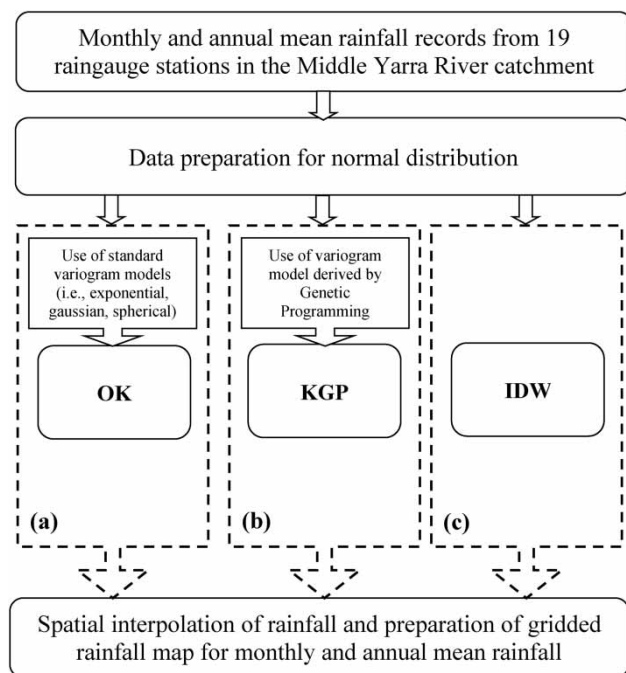 Monthly and annual mean rainfall records from 19
raingauge stations in the Middle Yarra River catchment
Data preparation for normal distribution
Use of standard
variogram models
(i.e., exponential,
gaussian, spherical)
OK
(a)
Use of variogram
model derived by
Genetic
Programming
KGP
(b)
IDW
(c)
Spatial interpolation of rainfall and preparation of gridded
rainfall map for monthly and annual mean rainfall